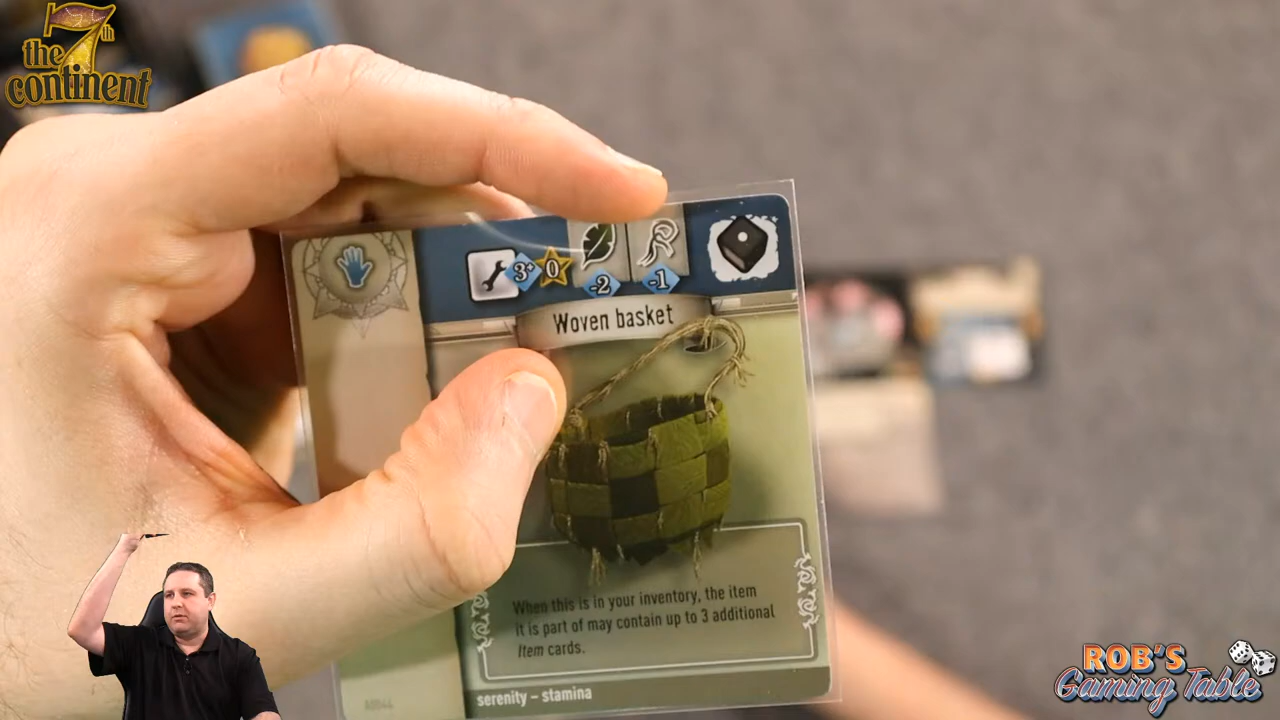 the 7th
continent
3+ 0
-2 -1
Woven basket
When this is in your inventory, the item
it is part of may contain up to 3 additional
Item cards.
serenity – stamina
ROB'S
Gaming Table